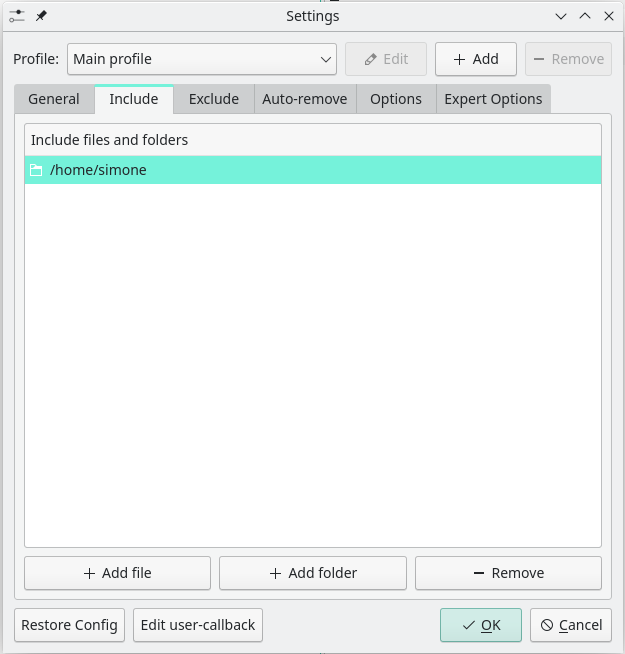 Settings
Profile: Main profile Edit Add Remove
General Include Exclude Auto-remove Options Expert Options
Include files and folders
/home/simone
Add file Add folder Remove
Restore Config Edit user-callback OK Cancel